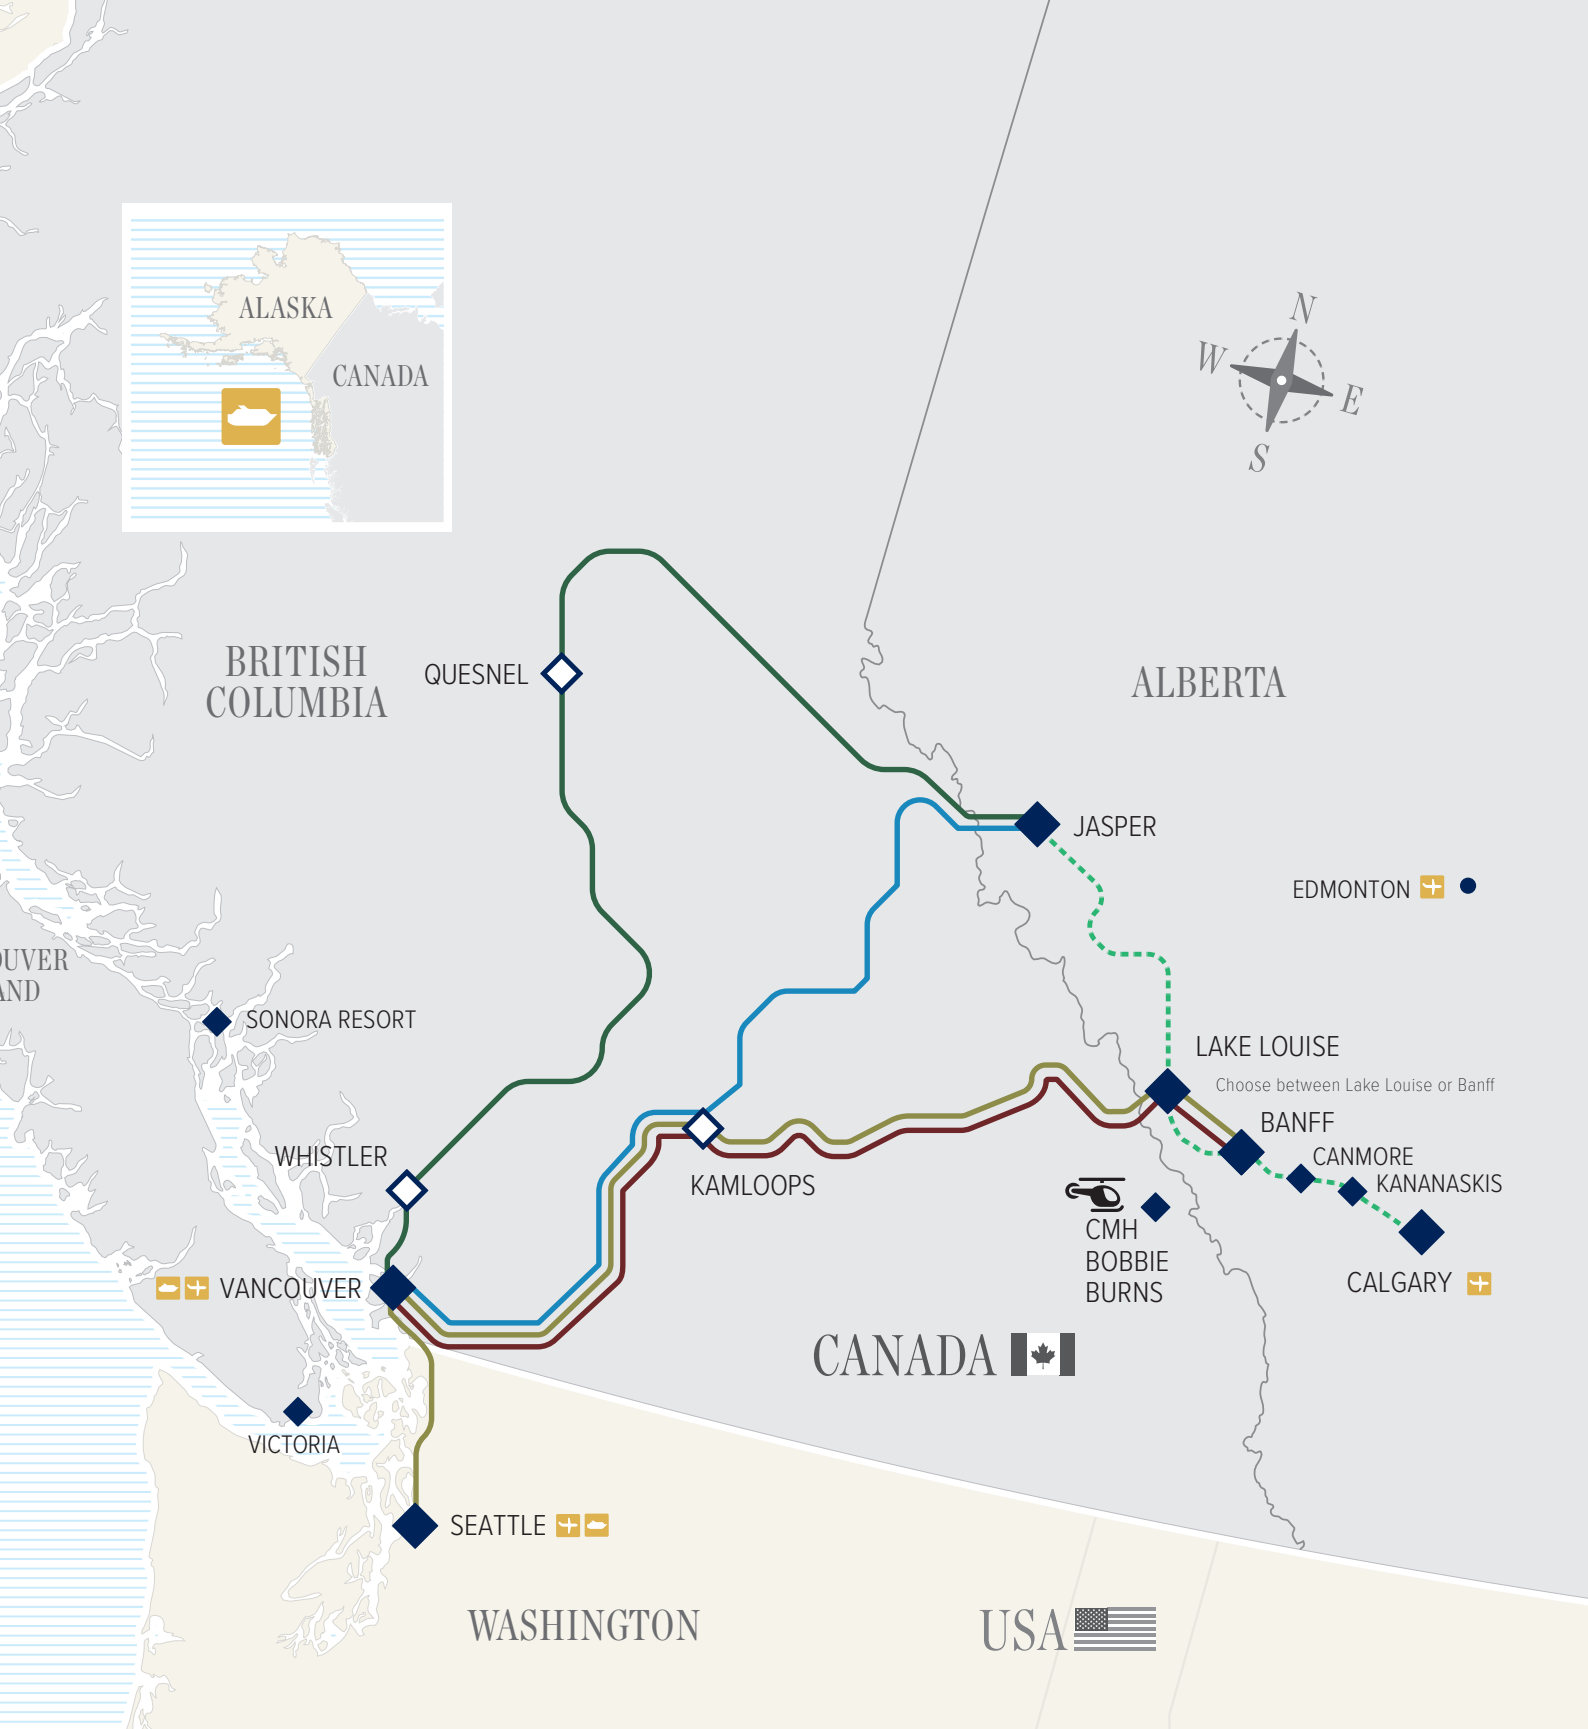 ALASKA
CANADA
N
W
E
S
BRITISH
COLUMBIA
QUESNEL
ALBERTA
JASPER
EDMONTON
OUVER
AND
SONORA RESORT
LAKE LOUISE
Choose between Lake Louise or Banff
BANFF
WHISTLER
CANMORE
KAMLOOPS
KANANASKIS
CMH
BOBBIE
BURNS
VANCOUVER
CALGARY
CANADA
VICTORIA
SEATTLE
WASHINGTON
USA